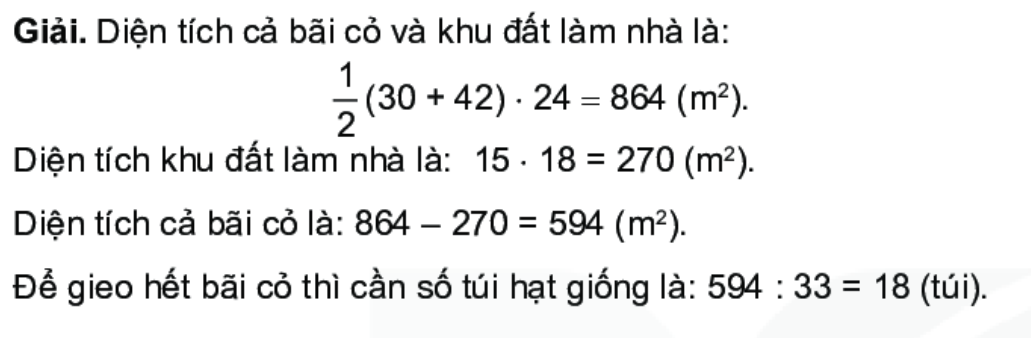 Giải. Diện tích cả bãi cỏ và khu đất làm nhà là:
$\frac{1}{2}$(30 + 42) · 24 = 864 (m²).
Diện tích khu đất làm nhà là: 15 · 18 = 270 (m²).
Diện tích cả bãi cỏ là: 864 – 270 = 594 (m²).
Để gieo hết bãi cỏ thì cần số túi hạt giống là: 594 : 33 = 18 (túi).